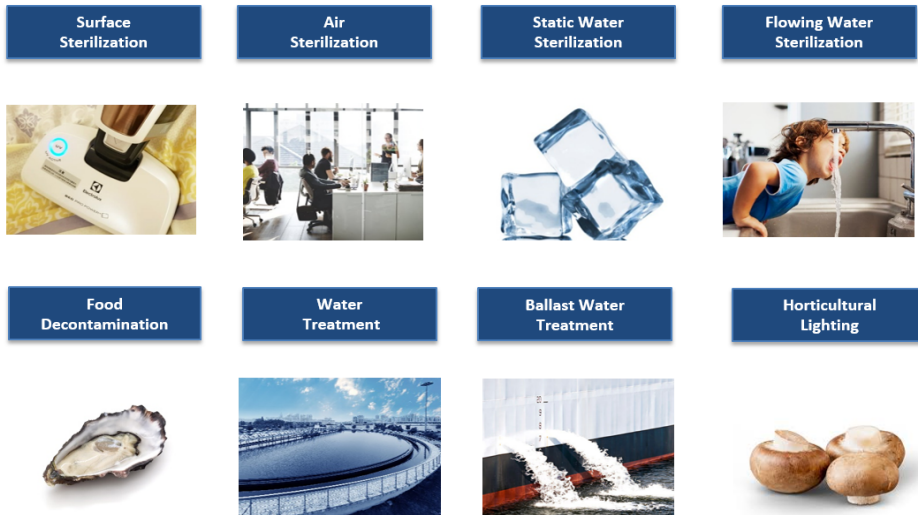 Surface
Sterilization
Air
Sterilization
Static Water
Sterilization
Flowing Water
Sterilization
Electrolux
Food
Decontamination
Water
Treatment
Ballast Water
Treatment
Horticultural
Lighting